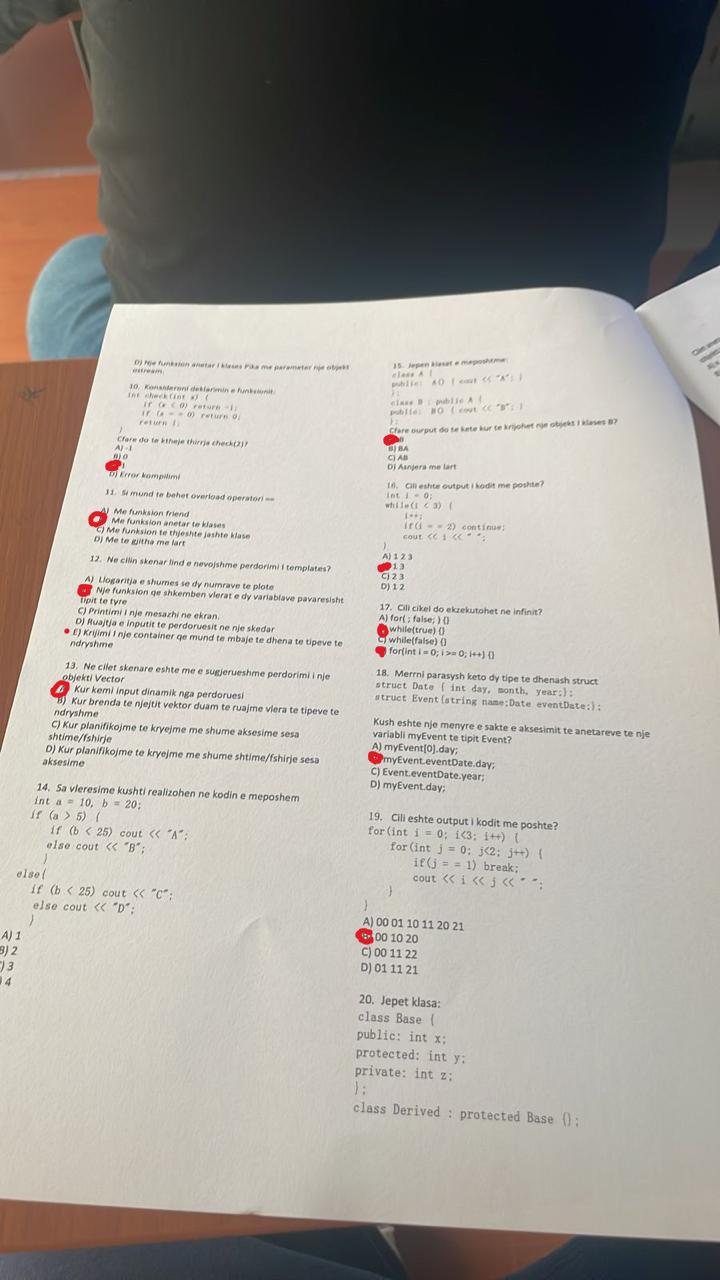 D) Nje funksion anetar i klases Pika me parameter nje objekt
ostream.
10. Konsideroni deklarimin e funksionit:
int check(int x) {
if (x < 0) return -1;
if (x == 0) return 0;
return 1;
}
Cfare do te ktheje thirrja check(2)?
A) -1
B) 0
1
D) Error kompilimi
11. Si mund te behet overload operatori ==
A) Me funksion friend
Me funksion anetar te klases
C) Me funksion te thjeshte jashte klase
D) Me te gjitha me lart
12. Ne cilin skenar lind e nevojshme perdorimi i templates?
A) Llogaritja e shumes se dy numrave te plote
Nje funksion qe shkemben vlerat e dy variablave pavaresisht
tipit te tyre
C) Printimi i nje mesazhi ne ekran.
D) Ruajtja e inputit te perdoruesit ne nje skedar
E) Krijimi i nje container qe mund te mbaje te dhena te tipeve te
ndryshme
13. Ne cilet skenare eshte me e sugjerueshme perdorimi i nje
objekti Vector
Kur kemi input dinamik nga perdoruesi
B) Kur brenda te njejtit vektor duam te ruajme vlera te tipeve te
ndryshme
C) Kur planifikojme te kryejme me shume aksesime sesa
shtime/fshirje
D) Kur planifikojme te kryejme me shume shtime/fshirje sesa
aksesime
14. Sa vleresime kushti realizohen ne kodin e meposhem
int a = 10, b = 20;
if (a > 5) {
if (b < 25) cout << "A";
else cout << "B";
}
else{
if (b < 25) cout << "C";
else cout << "D";
}
A) 1
B) 2
) 3
) 4
15. Jepen klaset e meposhtme:
class A {
public: A() { cout << "A"; }
};
class B : public A {
public: B() { cout << "B"; }
};
Cfare ourput do te kete kur te krijohet nje objekt i klases B?
B
B) BA
C) AB
D) Asnjera me lart
16. Cili eshte output i kodit me poshte?
int i = 0;
while(i < 3) {
i++;
if(i == 2) continue;
cout << i << " ";
}
A) 1 2 3
1 3
C) 2 3
D) 1 2
17. Cili cikel do ekzekutohet ne infinit?
A) for( ; false; ) {}
while(true) {}
C) while(false) {}
for(int i = 0; i >= 0; i++) {}
18. Merrni parasysh keto dy tipe te dhenash struct
struct Date { int day, month, year;};
struct Event{string name;Date eventDate;};
Kush eshte nje menyre e sakte e aksesimit te anetareve te nje
variabli myEvent te tipit Event?
A) myEvent[0].day;
myEvent.eventDate.day;
C) Event.eventDate.year;
D) myEvent.day;
19. Cili eshte output i kodit me poshte?
for(int i = 0; i<3; i++) {
for(int j = 0; j<2; j++) {
if(j == 1) break;
cout << i << j << " ";
}
}
A) 00 01 10 11 20 21
00 10 20
C) 00 11 22
D) 01 11 21
20. Jepet klasa:
class Base {
public: int x;
protected: int y;
private: int z;
};
class Derived : protected Base {};